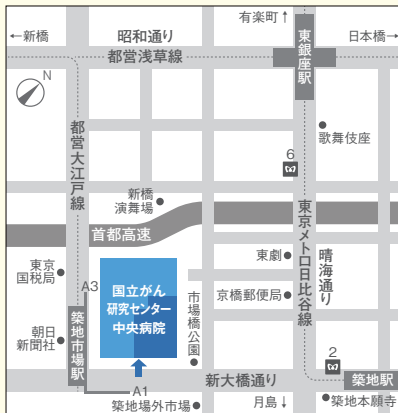 有楽町↑
←新橋
昭和通り
日本橋→
都営浅草線
東銀座駅
N
都営大江戸線
歌舞伎座
6
新橋
演舞場
首都高速
東京メトロ日比谷線
晴海通り
東劇
東京
国税局
A3
国立がん
研究センター
中央病院
市場橋公園
京橋郵便局
築地市場駅
朝日
新聞社
2
A1
新大橋通り
築地駅
築地場外市場
月島↓
築地本願寺